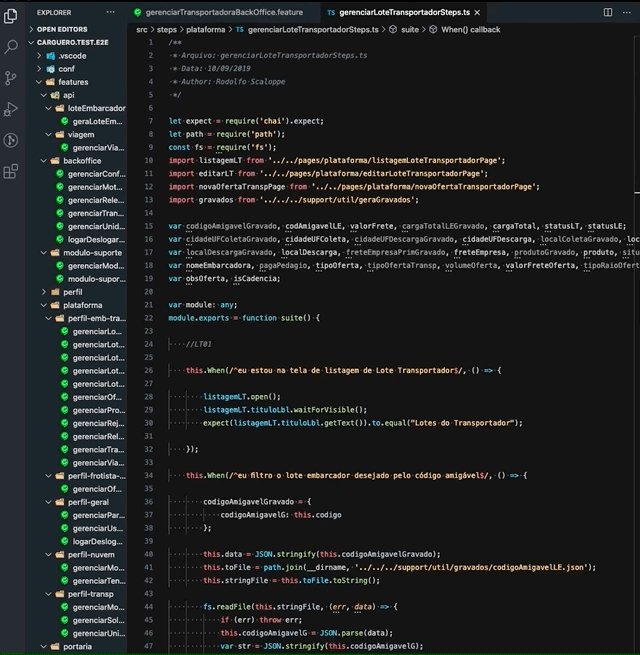 EXPLORER
gerenciarTransportadoraBackOffice.feature
gerenciarLoteTransportadorSteps.ts
OPEN EDITORS
CARGUERO.TEST.E2E
src > steps > plataforma > gerenciarLoteTransportadorSteps.ts > suite > When() callback
.vscode
conf
features
api
loteEmbarcador
geraLoteEm...
viagem
gerenciarVia...
backoffice
gerenciarConf...
gerenciarMot...
gerenciarRele...
gerenciarTran...
gerenciarUnid...
logarDeslogar...
modulo-suporte
gerenciarMod...
modulo-supor...
perfil
plataforma
perfil-emb-tra...
gerenciarLo...
gerenciarLot...
gerenciarLot...
gerenciarLot...
gerenciarLot...
gerenciarOf...
gerenciarPro...
gerenciarRej...
gerenciarRel...
gerenciarTra...
gerenciarVia...
perfil-frotista-...
gerenciarOf...
perfil-geral
gerenciarPar...
gerenciarUs...
logarDeslog...
perfil-nuvem
gerenciarMo...
gerenciarTen...
perfil-transp
gerenciarMo...
gerenciarSol...
gerenciarUni...
portaria
1 /**
2 * Arquivo: gerenciarLoteTransportadorSteps.ts
3 * Data: 10/09/2019
4 * Author: Rodolfo Scaloppe
5 */
6
7 let expect = require('chai').expect;
8 let path = require('path');
9 const fs = require('fs');
10 import listagemLT from '../../pages/plataforma/listagemLoteTransportadorPage';
11 import editarLT from '../../pages/plataforma/editarLoteTransportadorPage';
12 import novaOfertaTranspPage from '../../pages/plataforma/novaOfertaTransportadorPage';
13 import gravados from '../../../support/util/geraGravados';
14
15 var codigoAmigavelGravado, codAmigavelLE, valorFrete, cargaTotalLEGravado, cargaTotal, statusLT, statusLE;
16 var cidadeUFColetaGravado, cidadeUFColeta, cidadeUFDescargaGravado, cidadeUFDescarga, localColetaGravado, loc
17 var localDescargaGravado, localDescarga, freteEmpresaPrimGravado, freteEmpresa, produtoGravado, produto, situ
18 var nomeEmbarcadora, pagaPedagio, tipoOferta, tipoOfertaTransp, volumeOferta, valorFreteOferta, tipoRaioOfert
19 var obsOferta, isCadencia;
20
21 var module: any;
22 module.exports = function suite() {
23
24 //LT01
25
26 this.When(/^eu estou na tela de listagem de Lote Transportador$/, () => {
27
28 listagemLT.open();
29 listagemLT.tituloLbl.waitForVisible();
30 expect(listagemLT.tituloLbl.getText()).to.equal("Lotes do Transportador");
31
32 });
33
34 this.When(/^eu filtro o lote embarcador desejado pelo código amigável$/, () => {
35
36 codigoAmigavelGravado = {
37 codigoAmigavelG: this.codigo
38 };
39
40 this.data = JSON.stringify(this.codigoAmigavelGravado);
41 this.toFile = path.join(__dirname, '../../../support/util/gravados/codigoAmigavelLE.json');
42 this.stringFile = this.toFile.toString();
43
44 fs.readFile(this.stringFile, (err, data) => {
45 if (err) throw err;
46 this.codigoAmigavelG = JSON.parse(data);
47 var str = JSON.stringify(this.codigoAmigavelG);